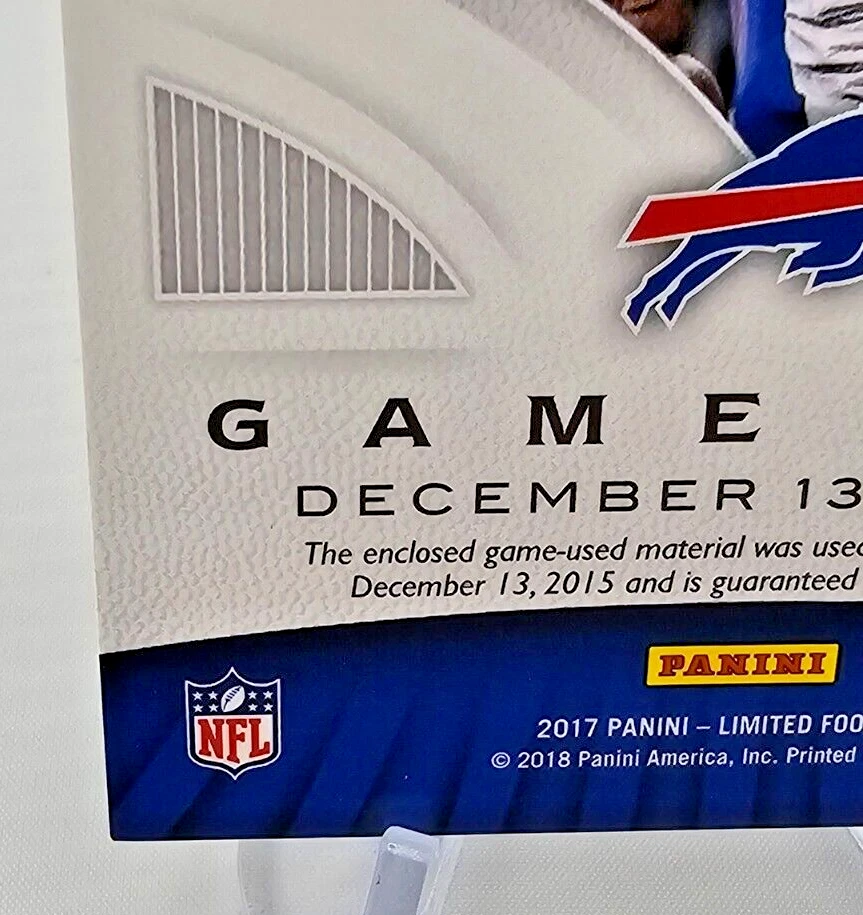 GAME
DECEMBER 13
The enclosed game-used material was used
December 13, 2015 and is guaranteed
PANINI
NFL
2017 PANINI – LIMITED FOO
© 2018 Panini America, Inc. Printed